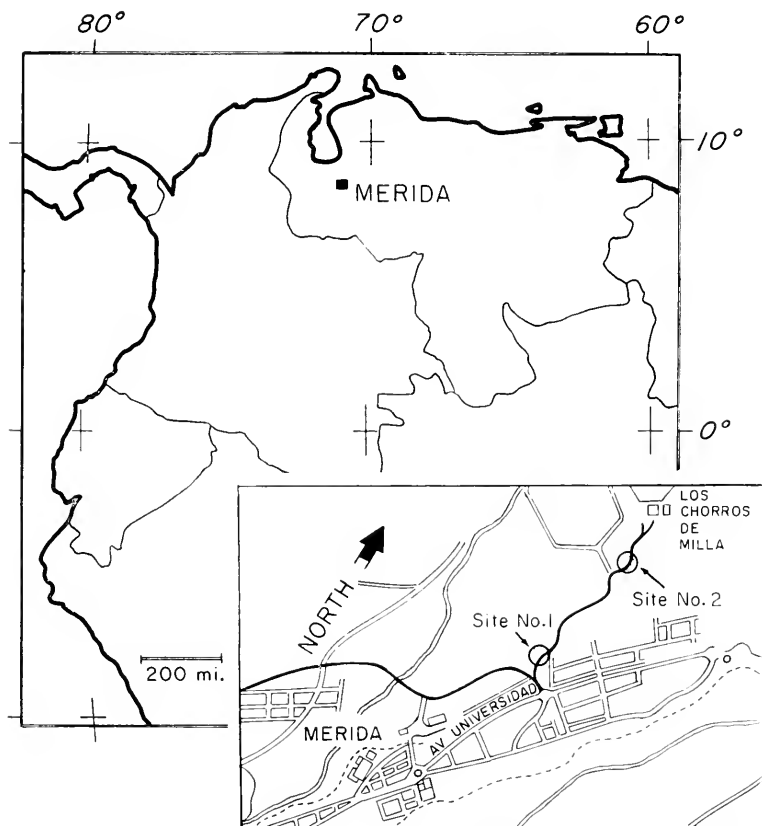 80°
70°
60°
10°
MERIDA
0°
200 mi.
LOS
CHORROS
DE
MILLA
NORTH
Site No.1
Site No.2
MERIDA
AV UNIVERSIDAD